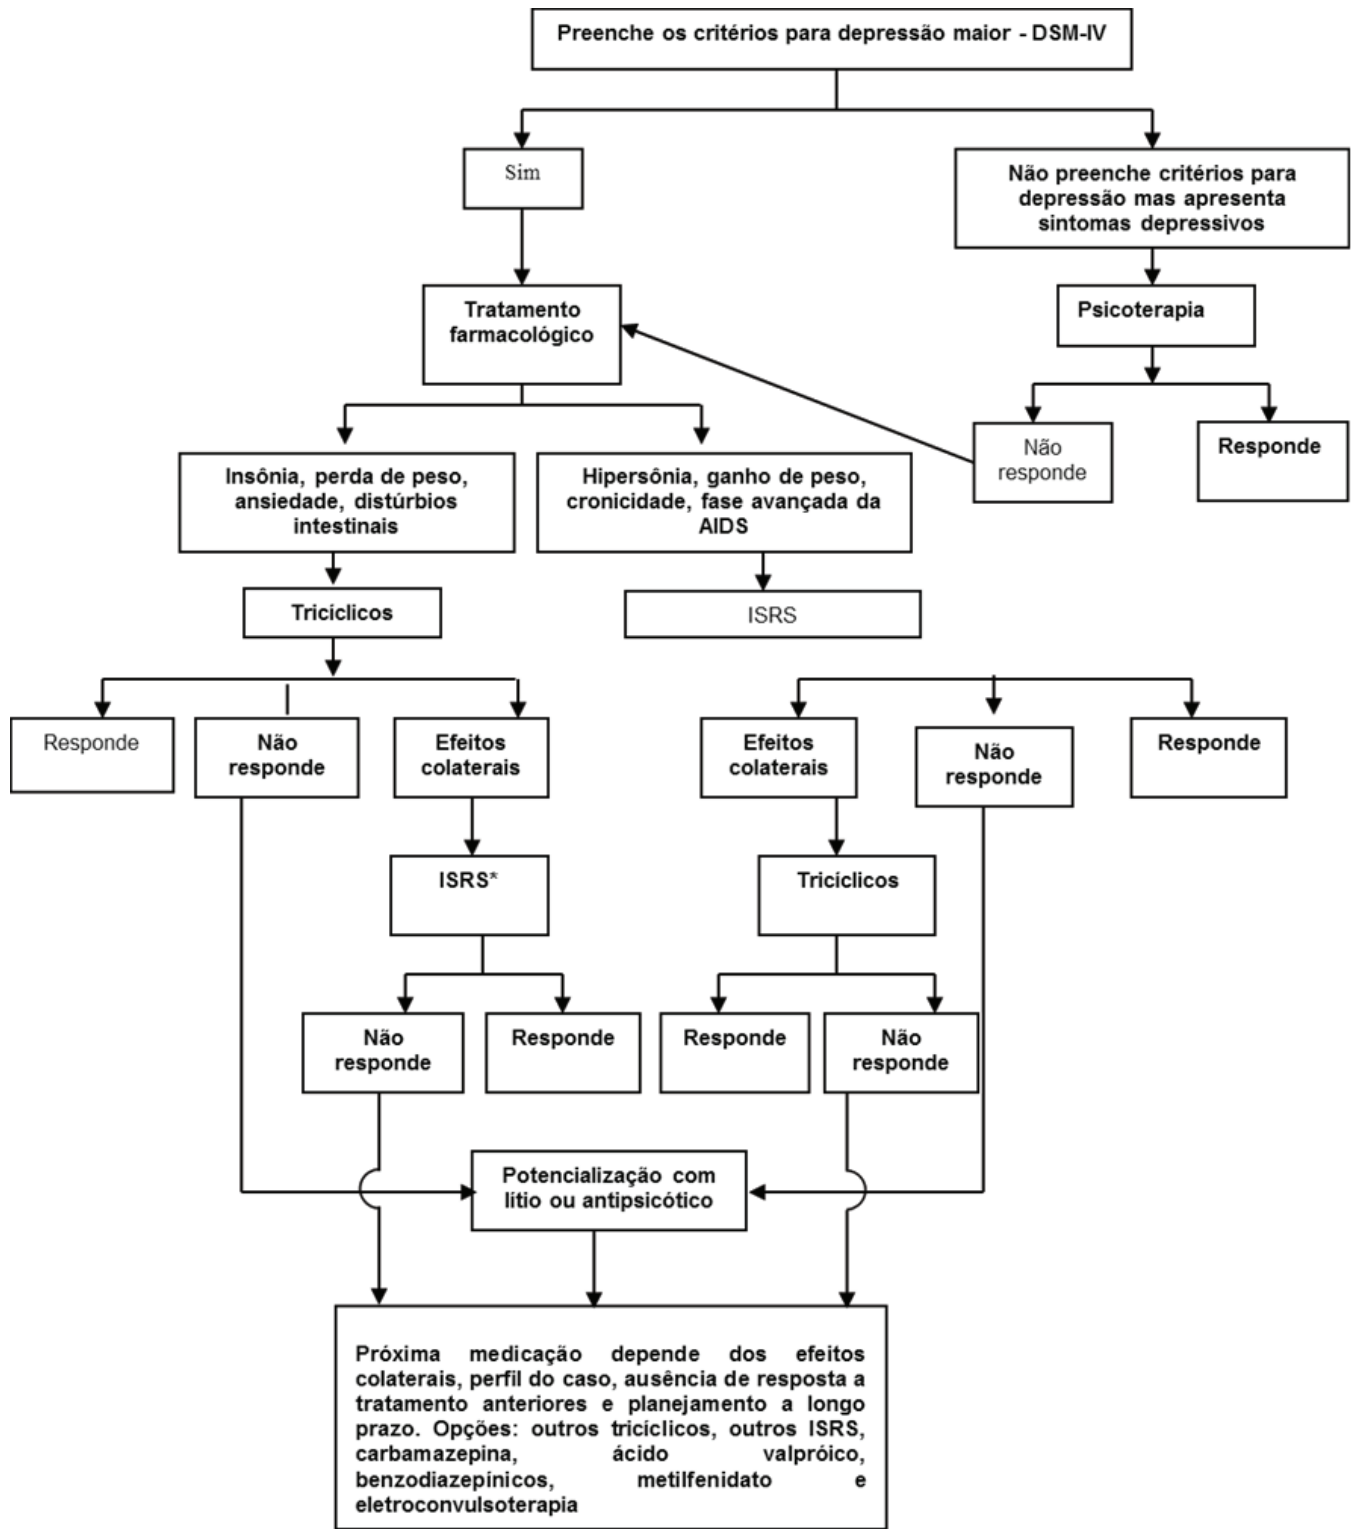 Preenche os critérios para depressão maior - DSM-IV
Sim
Não preenche critérios para
depressão mas apresenta
sintomas depressivos
Tratamento
farmacológico
Psicoterapia
Não
responde
Responde
Insônia, perda de peso,
ansiedade, distúrbios
intestinais
Hipersônia, ganho de peso,
cronicidade, fase avançada da
AIDS
Tricíclicos
ISRS
Responde
Não
responde
Efeitos
colaterais
Efeitos
colaterais
Não
responde
Responde
ISRS*
Tricíclicos
Não
responde
Responde
Responde
Não
responde
Potencialização com
lítio ou antipsicótico
Próxima medicação depende dos efeitos
colaterais, perfil do caso, ausência de resposta a
tratamento anteriores e planejamento a longo
prazo. Opções: outros tricíclicos, outros ISRS,
carbamazepina, ácido valpróico,
benzodiazepínicos, metilfenidato e
eletroconvulsoterapia